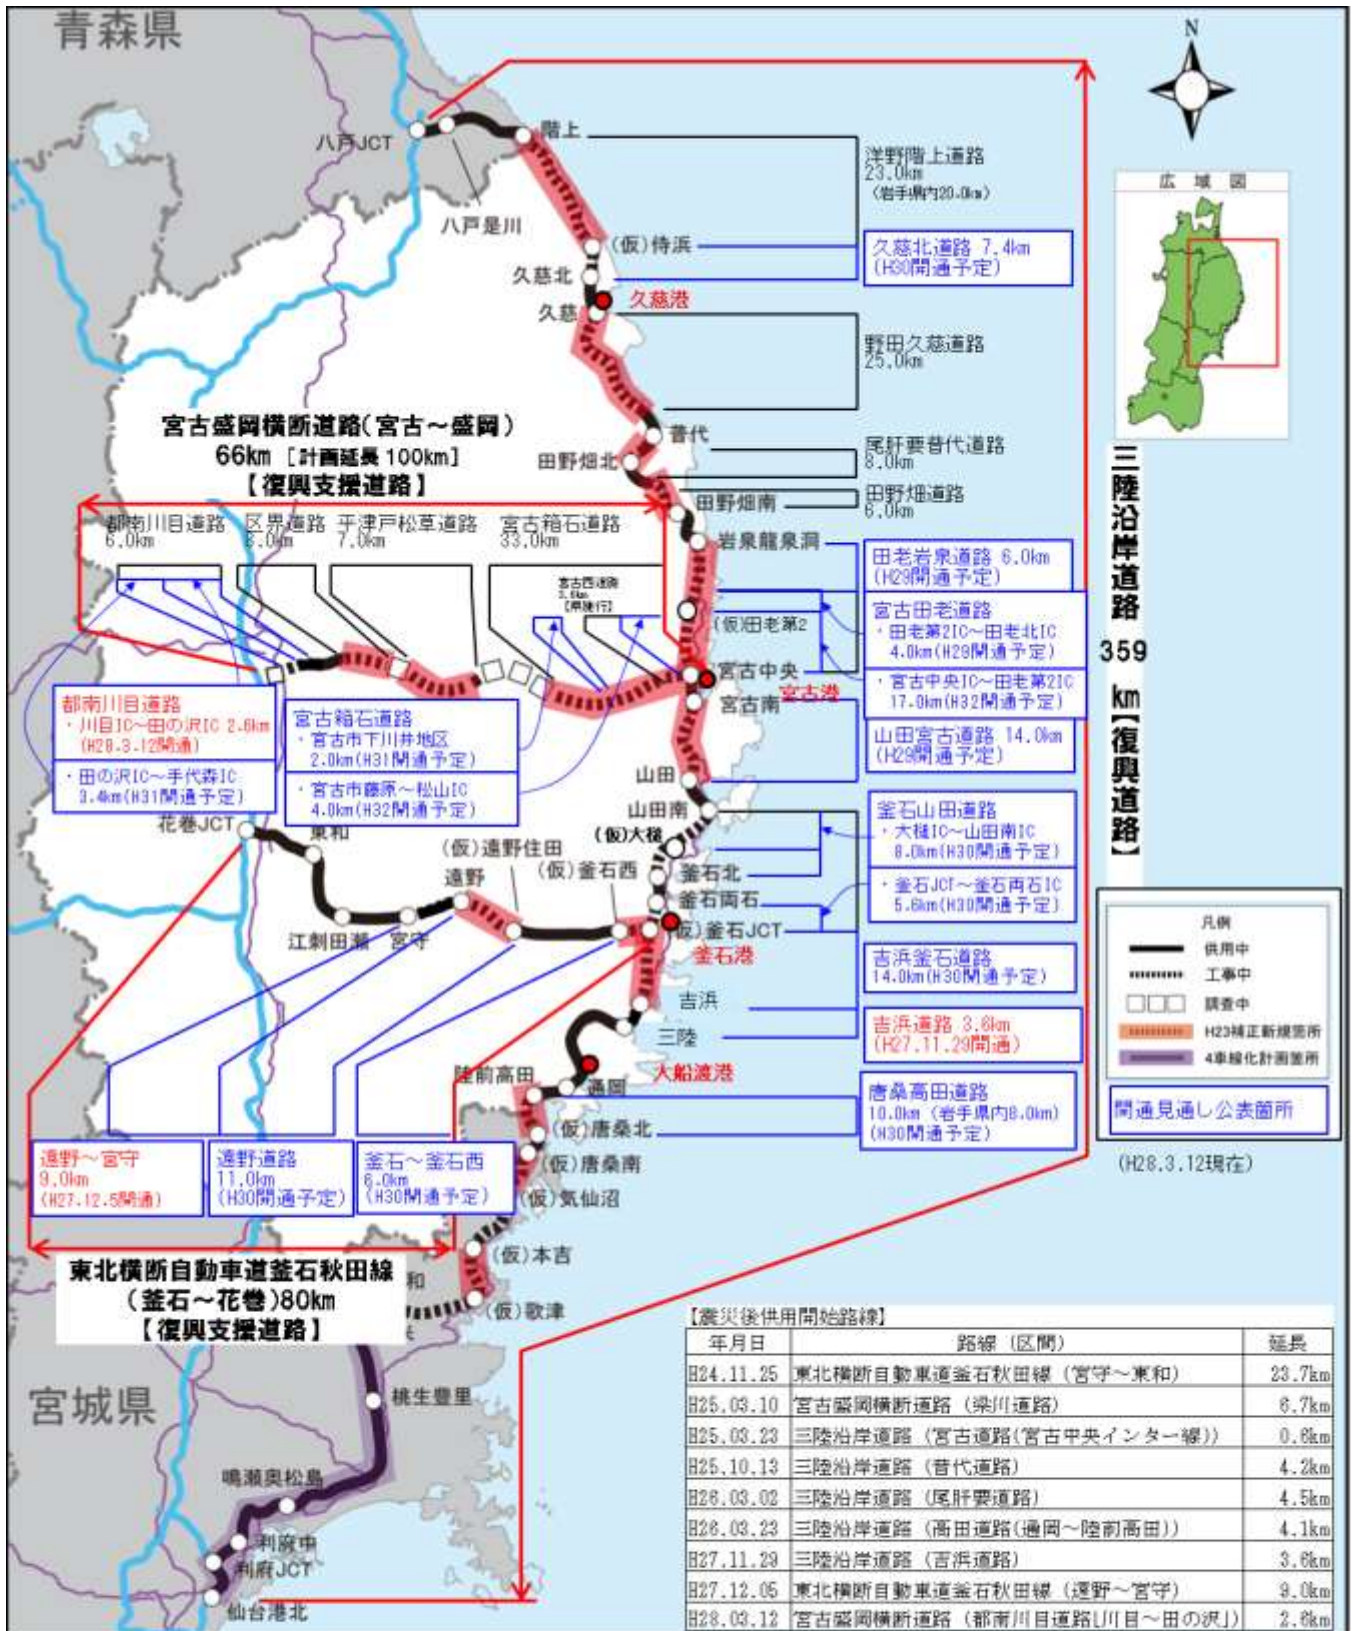 青森県
N
八戸JCT
階上
八戸是川
洋野階上道路
23.0km
(岩手県内20.0km)
広域図
(仮)侍浜
久慈北道路 7.4km
(H30開通予定)
久慈北
久慈港
久慈
野田久慈道路
25.0km
宮古盛岡横断道路(宮古～盛岡)
66km [計画延長 100km]
【復興支援道路】
普代
田野畑北
尾肝要普代道路
8.0km
田野畑道路
6.0km
田野畑南
三陸沿岸道路 359 km【復興道路】
都南川目道路
6.0km
区界道路
8.0km
平津戸松草道路
7.0km
宮古箱石道路
33.0km
岩泉龍泉洞
田老岩泉道路 6.0km
(H29開通予定)
宮古西道路
3.6km
【県施行】
宮古田老道路
・田老第2IC～田老北IC
4.0km(H29開通予定)
・宮古中央IC～田老第2IC
17.0km(H32開通予定)
(仮)田老第2
宮古中央
宮古港
宮古南
都南川目道路
・川目IC～田の沢IC 2.6km
(H28.3.12開通)
・田の沢IC～手代森IC
3.4km(H31開通予定)
宮古箱石道路
・宮古市下川井地区
2.0km(H31開通予定)
・宮古市藤原～松山IC
4.0km(H32開通予定)
山田宮古道路 14.0km
(H29開通予定)
山田
山田南
花巻JCT
東和
(仮)大槌
釜石山田道路
・大槌IC～山田南IC
8.0km(H30開通予定)
・釜石JCT～釜石両石IC
5.6km(H30開通予定)
(仮)遠野住田
(仮)釜石西
遠野
釜石北
釜石両石
(仮)釜石JCT
釜石港
江刺田瀬
宮守
凡例
供用中
工事中
調査中
H23補正新規箇所
4車線化計画箇所
開通見通し公表箇所
(H28.3.12現在)
吉浜釜石道路
14.0km(H30開通予定)
吉浜
吉浜道路 3.6km
(H27.11.29開通)
三陸
大船渡港
陸前高田
通岡
唐桑高田道路
10.0km (岩手県内8.0km)
(H30開通予定)
(仮)唐桑北
(仮)唐桑南
(仮)気仙沼
遠野～宮守
9.0km
(H27.12.5開通)
遠野道路
11.0km
(H30開通予定)
釜石～釜石西
6.0km
(H30開通予定)
(仮)本吉
東北横断自動車道釜石秋田線
(釜石～花巻)80km
【復興支援道路】
和
(仮)歌津
宮城県
桃生豊里
鳴瀬奥松島
利府中
利府JCT
仙台港北
【震災後供用開始路線】
年月日 路線(区間) 延長
H24.11.25 東北横断自動車道釜石秋田線 (宮守～東和) 23.7km
H25.03.10 宮古盛岡横断道路 (梁川道路) 6.7km
H25.03.23 三陸沿岸道路 (宮古道路(宮古中央インター線)) 0.6km
H25.10.13 三陸沿岸道路 (普代道路) 4.2km
H26.03.02 三陸沿岸道路 (尾肝要道路) 4.5km
H26.03.23 三陸沿岸道路 (高田道路(通岡～陸前高田)) 4.1km
H27.11.29 三陸沿岸道路 (吉浜道路) 3.6km
H27.12.05 東北横断自動車道釜石秋田線 (遠野～宮守) 9.0km
H28.03.12 宮古盛岡横断道路 (都南川目道路「川目～田の沢」) 2.6km